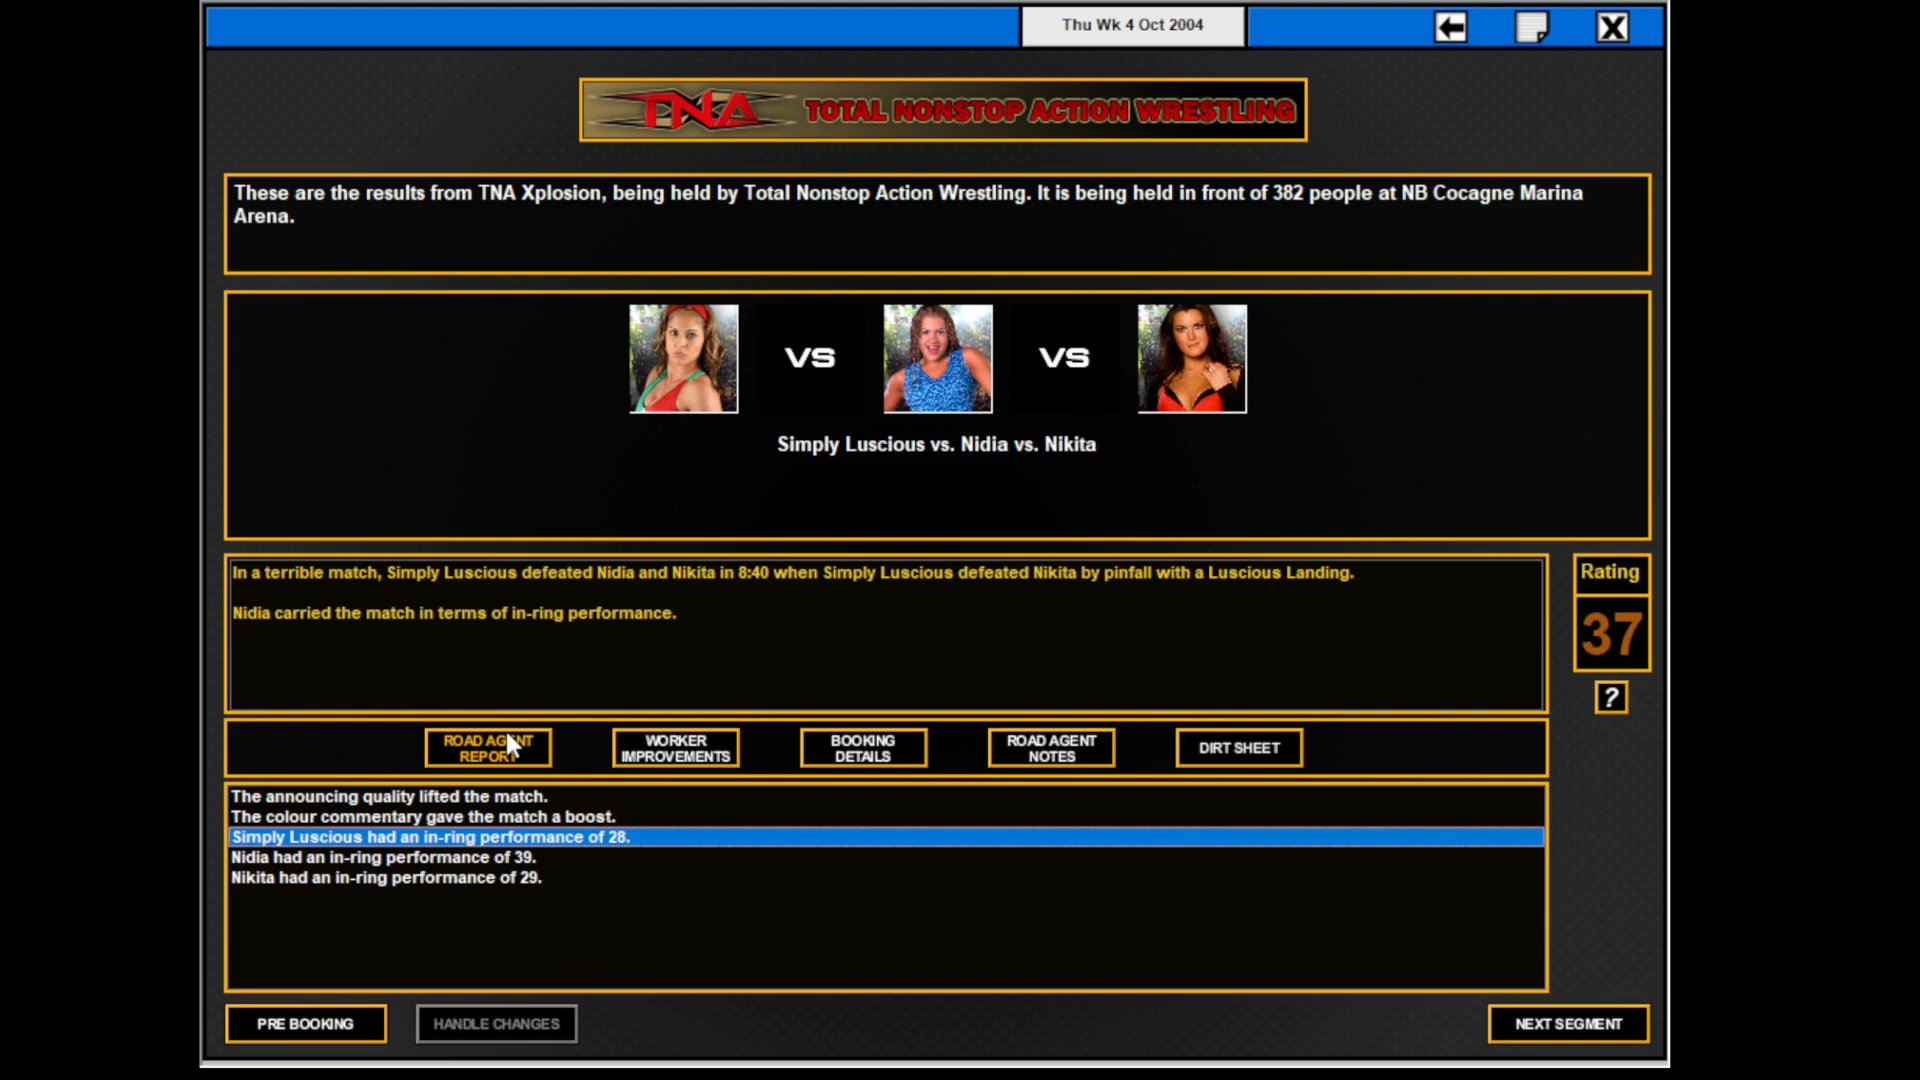 Thu Wk 4 Oct 2004
TNA TOTAL NONSTOP ACTION WRESTLING
These are the results from TNA Xplosion, being held by Total Nonstop Action Wrestling. It is being held in front of 382 people at NB Cocagne Marina
Arena.
VS
VS
Simply Luscious vs. Nidia vs. Nikita
In a terrible match, Simply Luscious defeated Nidia and Nikita in 8:40 when Simply Luscious defeated Nikita by pinfall with a Luscious Landing.
Nidia carried the match in terms of in-ring performance.
Rating
37
?
ROAD AGENT
REPORT
WORKER
IMPROVEMENTS
BOOKING
DETAILS
ROAD AGENT
NOTES
DIRT SHEET
The announcing quality lifted the match.
The colour commentary gave the match a boost.
Simply Luscious had an in-ring performance of 28.
Nidia had an in-ring performance of 39.
Nikita had an in-ring performance of 29.
PRE BOOKING
HANDLE CHANGES
NEXT SEGMENT